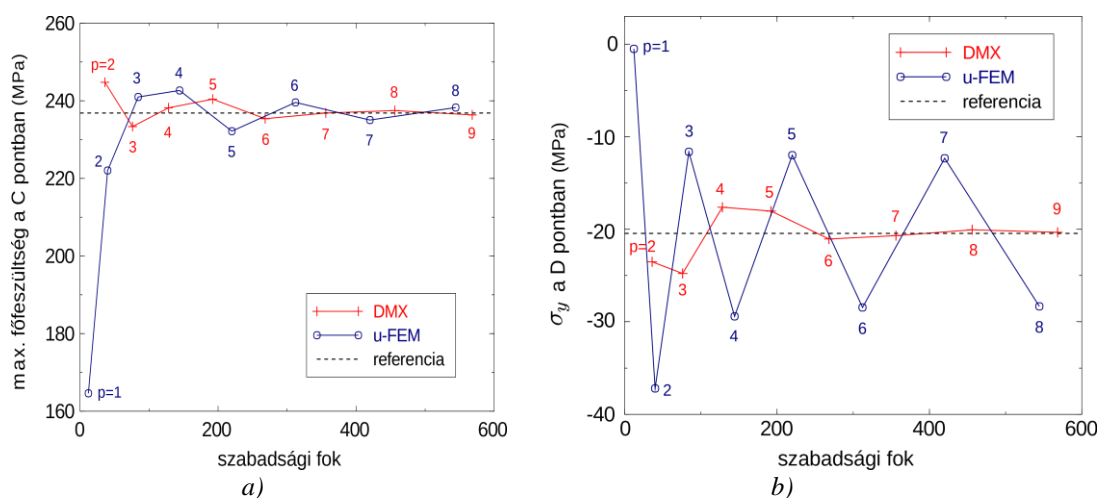 260
240
220
200
180
160
0
200
400
600
max. főfeszültség a C pontban (MPa)
szabadsági fok
p=2
3
4
5
6
7
8
9
p=1
2
3
4
5
6
7
8
DMX
u-FEM
referencia
a)
0
-10
-20
-30
-40
0
200
400
600
σy a D pontban (MPa)
szabadsági fok
p=1
2
3
4
5
6
7
8
p=2
3
4
5
6
7
8
9
DMX
u-FEM
referencia
b)